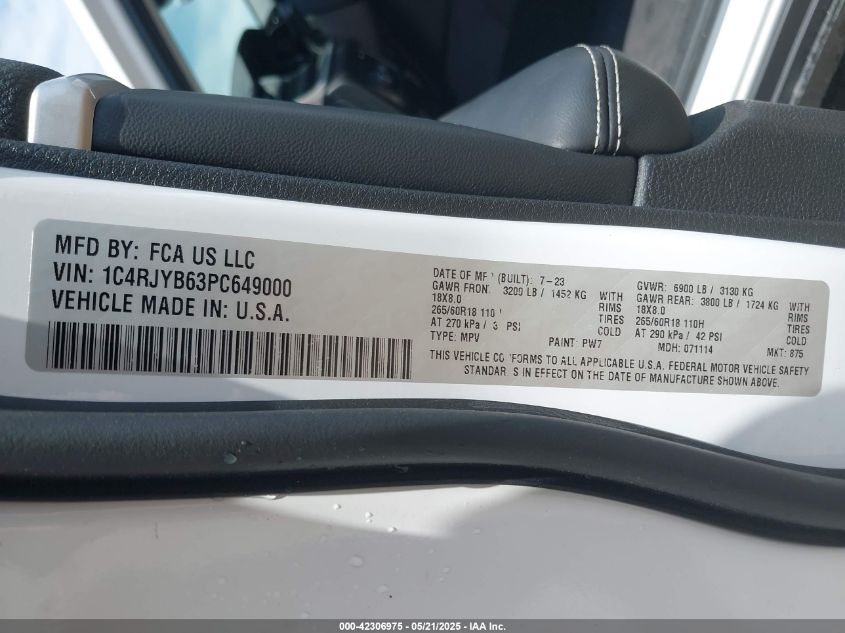 MFD BY: FCA US LLC
VIN: 1C4RJYB63PC649000
VEHICLE MADE IN: U.S.A.
DATE OF MF (BUILT): 7-23
GAWR FRON 3200 LB / 1452 KG WITH
18X8.0 RIMS
265/60R18 110 TIRES
AT 270 kPa / 3 PSI COLD
TYPE: MPV PAINT: PW7
GVWR: 6900 LB / 3130 KG
GAWR REAR: 3800 LB / 1724 KG WITH
18X8.0 RIMS
265/60R18 110H TIRES
AT 290 kPa / 42 PSI COLD
MDH: 071114 MKT: 875
THIS VEHICLE CO FORMS TO ALL APPLICABLE U.S.A. FEDERAL MOTOR VEHICLE SAFETY
STANDAR S IN EFFECT ON THE DATE OF MANUFACTURE SHOWN ABOVE.
000-42306975 - 05/21/2025 - IAA Inc.